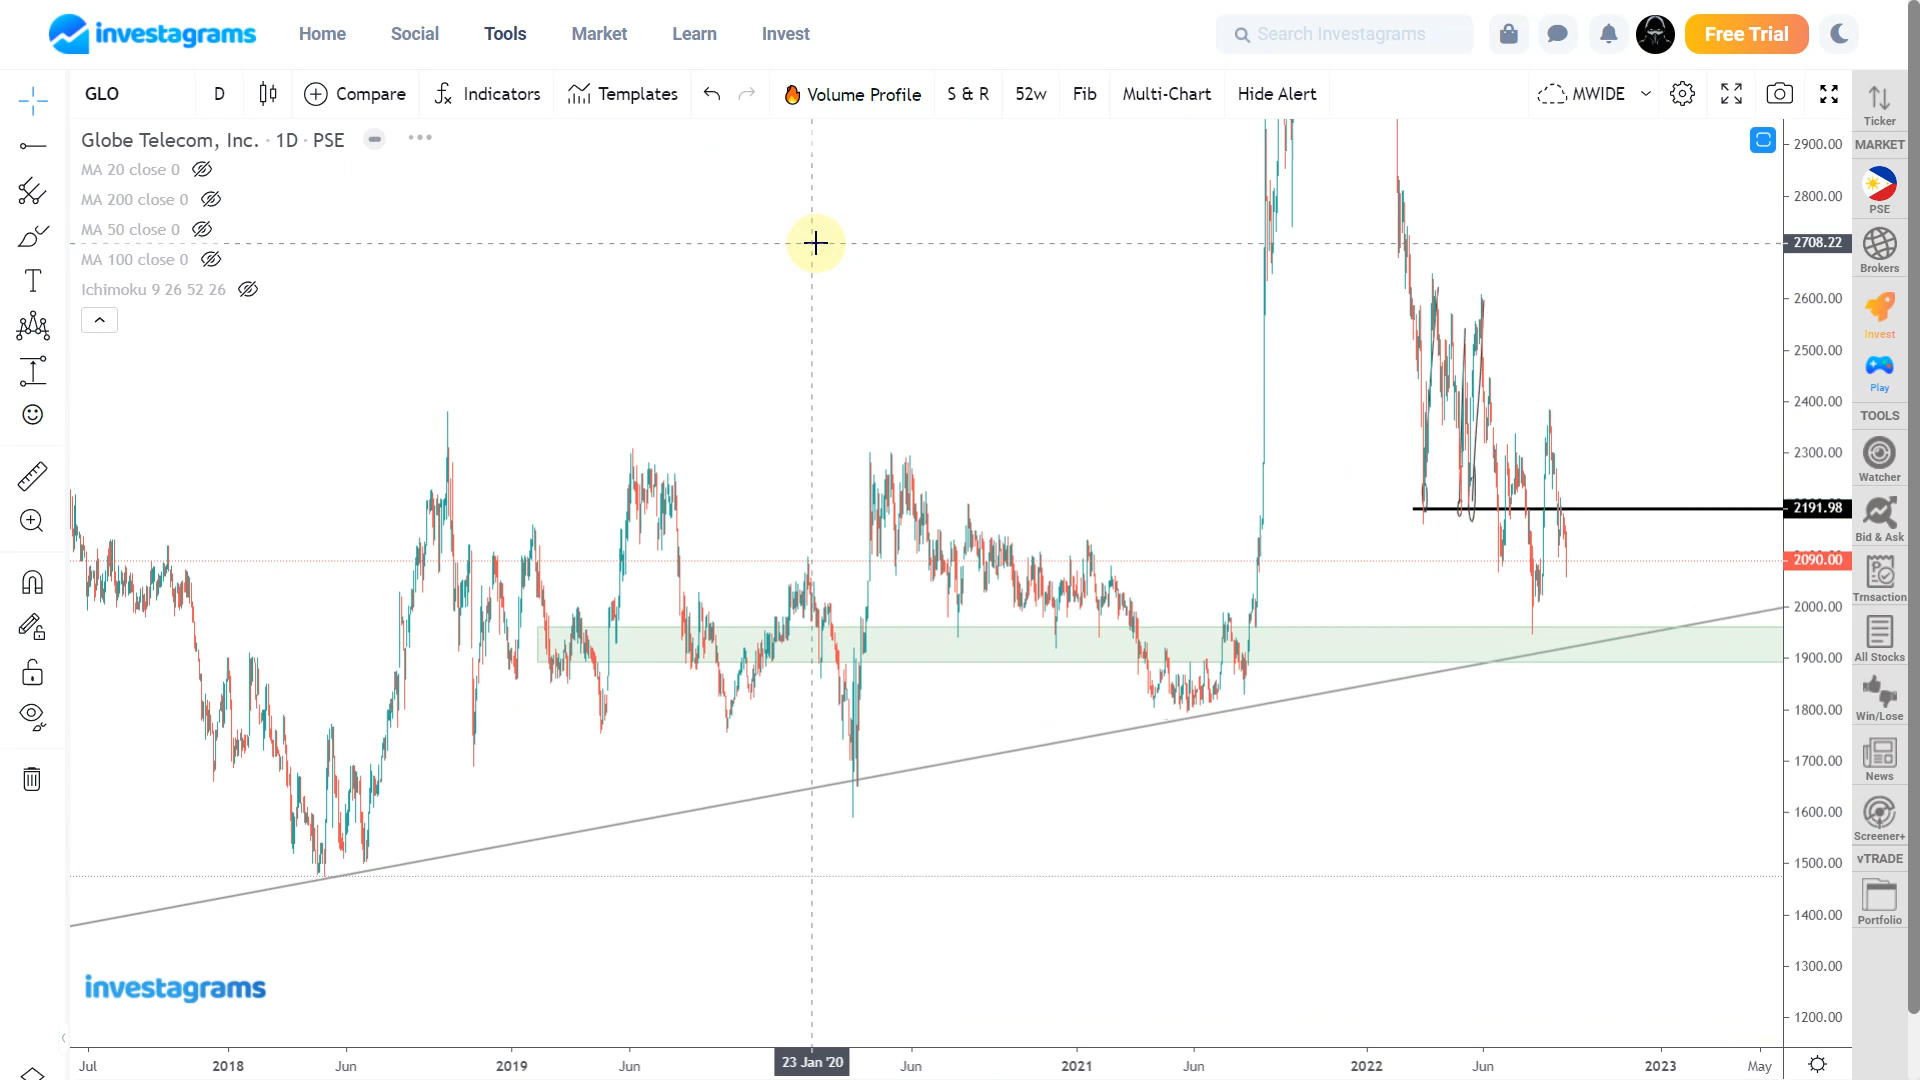 investagrams
Home Social Tools Market Learn Invest
Search Investagrams
Free Trial
GLO D Compare Indicators Templates Volume Profile S & R 52w Fib Multi-Chart Hide Alert MWIDE
Globe Telecom, Inc. · 1D · PSE
MA 20 close 0
MA 200 close 0
MA 50 close 0
MA 100 close 0
Ichimoku 9 26 52 26
2900.00
2800.00
2708.22
2600.00
2500.00
2400.00
2300.00
2191.98
2090.00
2000.00
1900.00
1800.00
1700.00
1600.00
1500.00
1400.00
1300.00
1200.00
Ticker
MARKET
PSE
Brokers
Invest
Play
TOOLS
Watcher
Bid & Ask
Trnsaction
All Stocks
Win/Lose
News
Screener+
vTRADE
Portfolio
investagrams
Jul 2018 Jun 2019 Jun 23 Jan '20 Jun 2021 Jun 2022 Jun 2023 May